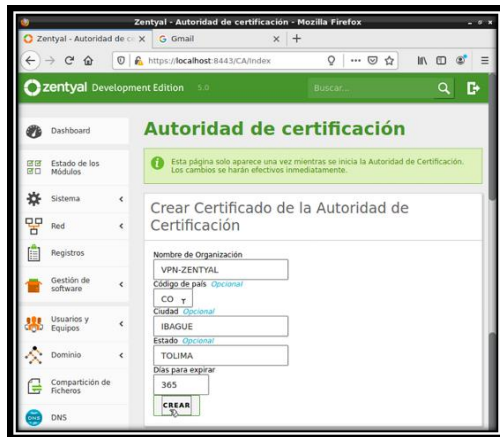 Zentyal - Autoridad de certificación - Mozilla Firefox
Zentyal - Autoridad de ce
Gmail
https://localhost:8443/CA/Index
zentyal Development Edition 5.0
Buscar...
Autoridad de certificación
Esta página solo aparece una vez mientras se inicia la Autoridad de Certificación.
Los cambios se harán efectivos inmediatamente.
Dashboard
Estado de los
Módulos
Sistema
Red
Registros
Gestión de
software
Usuarios y
Equipos
Dominio
Compartición de
Ficheros
DNS
Crear Certificado de la Autoridad de
Certificación
Nombre de Organización
VPN-ZENTYAL
Código de país Opcional
CO
Ciudad Opcional
IBAGUE
Estado Opcional
TOLIMA
Días para expirar
365
CREAR